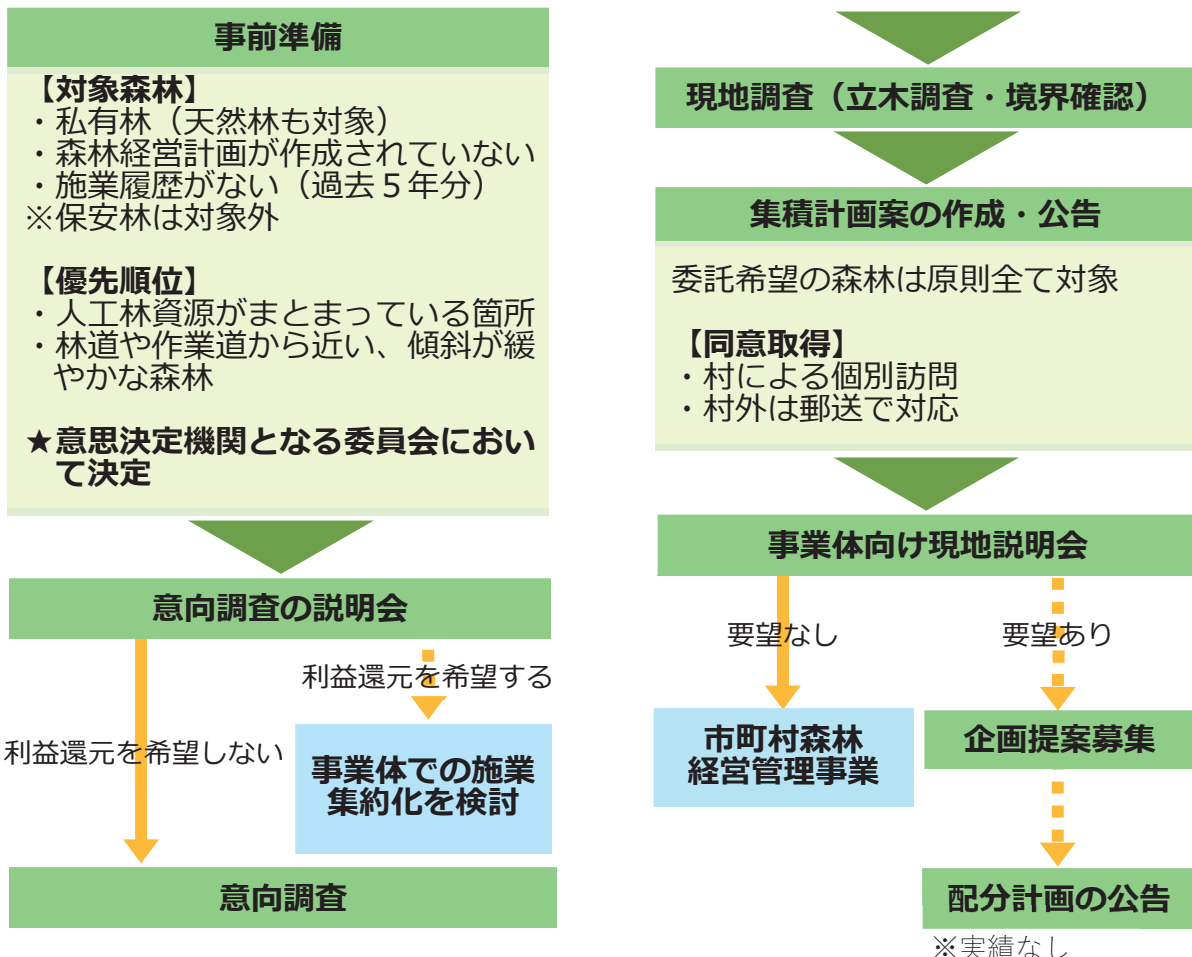 事前準備
【対象森林】
・私有林（天然林も対象）
・森林経営計画が作成されていない
・施業履歴がない（過去５年分）
※保安林は対象外
【優先順位】
・人工林資源がまとまっている箇所
・林道や作業道から近い、傾斜が緩
やかな森林
★意思決定機関となる委員会におい
て決定
意向調査の説明会
利益還元を希望する
利益還元を希望しない
事業体での施業
集約化を検討
意向調査
現地調査（立木調査・境界確認）
集積計画案の作成・公告
委託希望の森林は原則全て対象
【同意取得】
・村による個別訪問
・村外は郵送で対応
事業体向け現地説明会
要望なし
要望あり
市町村森林
経営管理事業
企画提案募集
配分計画の公告
※実績なし